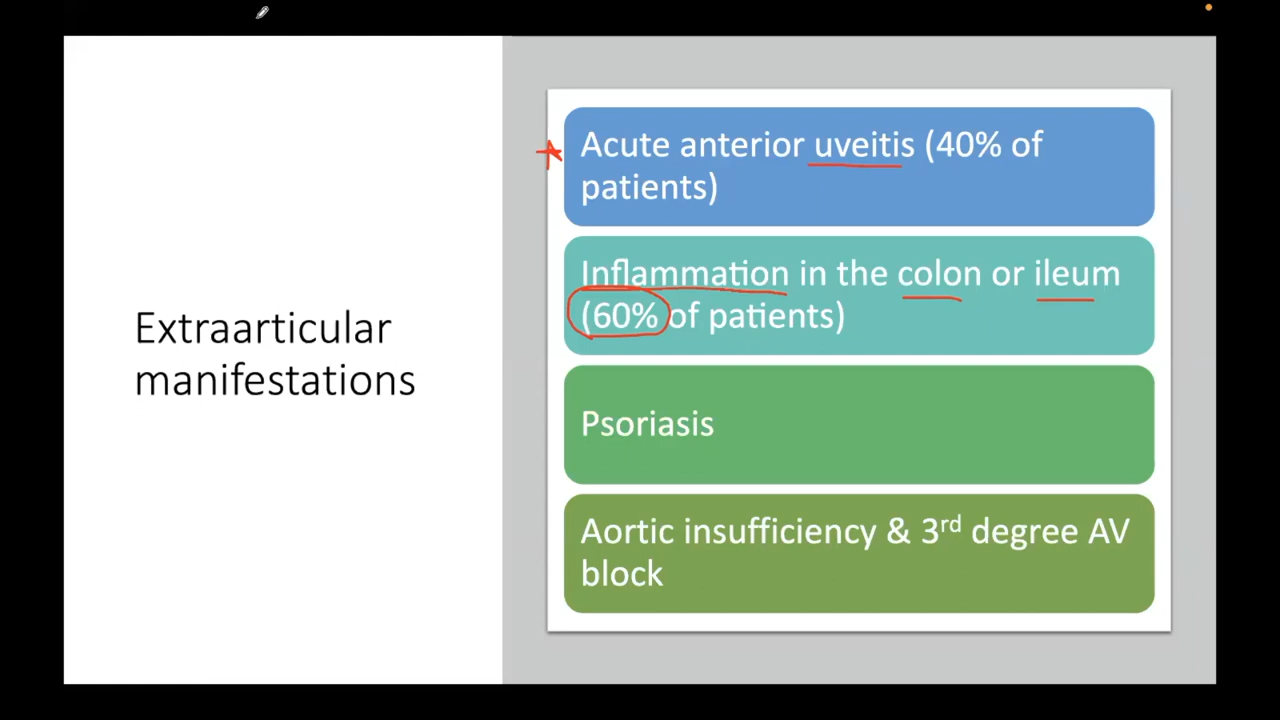 Extraarticular
manifestations
Acute anterior uveitis (40% of
patients)
Inflammation in the colon or ileum
(60% of patients)
Psoriasis
Aortic insufficiency & 3rd degree AV
block